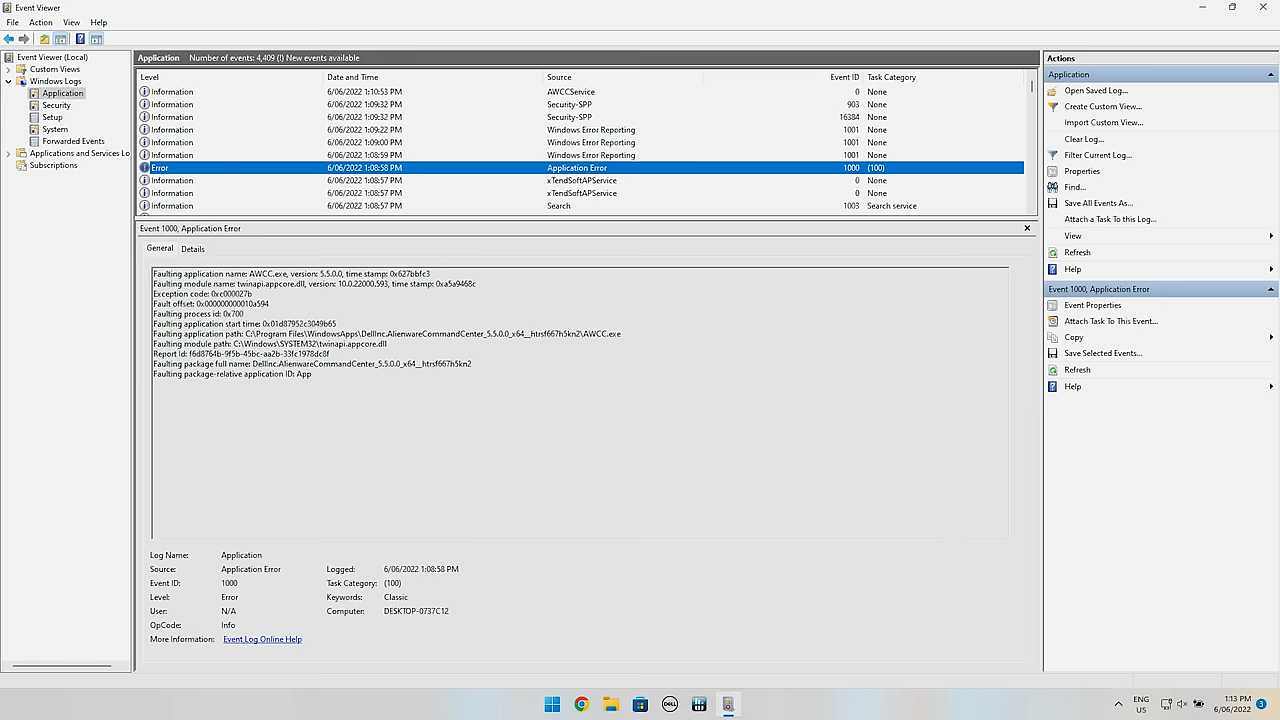 Event Viewer
File Action View Help
Event Viewer (Local)
Custom Views
Windows Logs
Application
Security
Setup
System
Forwarded Events
Applications and Services Lo
Subscriptions
Application Number of events: 4,409 (!) New events available
Level Date and Time Source Event ID Task Category
Information 6/06/2022 1:10:53 PM AWCCService 0 None
Information 6/06/2022 1:09:32 PM Security-SPP 903 None
Information 6/06/2022 1:09:32 PM Security-SPP 16384 None
Information 6/06/2022 1:09:22 PM Windows Error Reporting 1001 None
Information 6/06/2022 1:09:00 PM Windows Error Reporting 1001 None
Information 6/06/2022 1:08:59 PM Windows Error Reporting 1001 None
Error 6/06/2022 1:08:58 PM Application Error 1000 (100)
Information 6/06/2022 1:08:57 PM xTendSoftAPService 0 None
Information 6/06/2022 1:08:57 PM xTendSoftAPService 0 None
Information 6/06/2022 1:08:57 PM Search 1003 Search service
Event 1000, Application Error
General Details
Faulting application name: AWCC.exe, version: 5.5.0.0, time stamp: 0x627bbfc3
Faulting module name: twinapi.appcore.dll, version: 10.0.22000.593, time stamp: 0xa5a9468c
Exception code: 0xc000027b
Fault offset: 0x000000000010a594
Faulting process id: 0x700
Faulting application start time: 0x01d87952c3049b65
Faulting application path: C:\Program Files\WindowsApps\DellInc.AlienwareCommandCenter_5.5.0.0_x64__htrsf667h5kn2\AWCC.exe
Faulting module path: C:\Windows\SYSTEM32\twinapi.appcore.dll
Report Id: f6d8764b-9f5b-45bc-aa2b-33fc1978dc8f
Faulting package full name: DellInc.AlienwareCommandCenter_5.5.0.0_x64__htrsf667h5kn2
Faulting package-relative application ID: App
Log Name: Application
Source: Application Error Logged: 6/06/2022 1:08:58 PM
Event ID: 1000 Task Category: (100)
Level: Error Keywords: Classic
User: N/A Computer: DESKTOP-0737C12
OpCode: Info
More Information: Event Log Online Help
Actions
Application
Open Saved Log...
Create Custom View...
Import Custom View...
Clear Log...
Filter Current Log...
Properties
Find...
Save All Events As...
Attach a Task To this Log...
View
Refresh
Help
Event 1000, Application Error
Event Properties
Attach Task To This Event...
Copy
Save Selected Events...
Refresh
Help
DELL
ENG
US
1:13 PM
6/06/2022
3